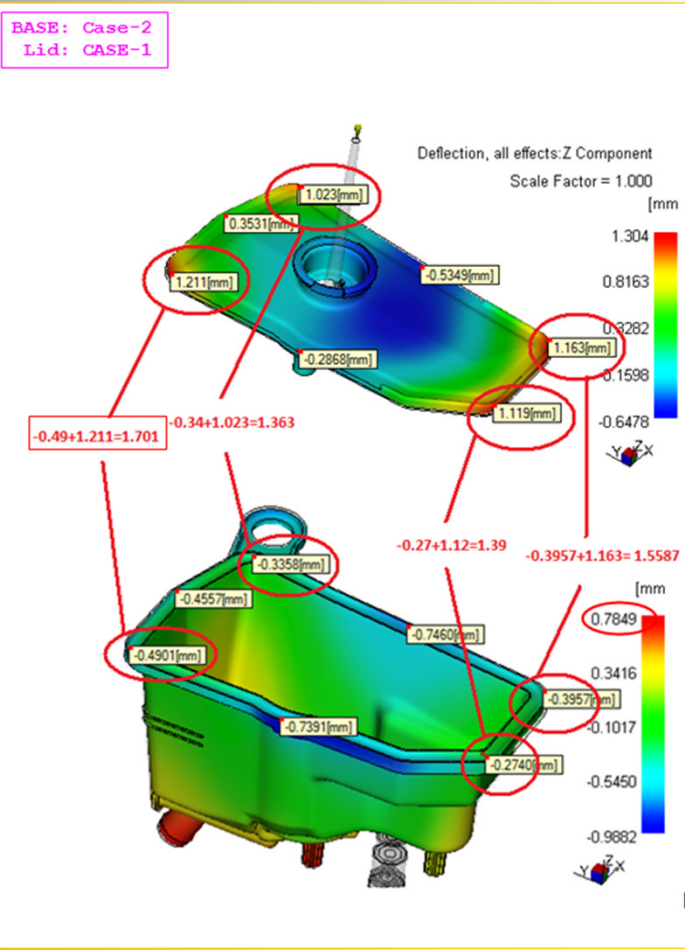 BASE: Case-2
Lid: CASE-1
Deflection, all effects:Z Component
Scale Factor = 1.000
[mm
1.023[mm]
0.3531[mm]
1.304
-0.5349[mm]
0.8163
1.211[mm]
0.3282
1.163[mm]
-0.2868[mm]
0.1598
1.119[mm]
-0.6478
Y Z X
-0.34+1.023=1.363
-0.49+1.211=1.701
-0.27+1.12=1.39
-0.3957+1.163= 1.5587
-0.3358[mm]
[mm
0.7849
-0.4557[mm]
-0.7460[mm]
-0.4901[mm]
0.3416
-0.3957[mm]
-0.7391[mm]
-0.1017
-0.2740[mm]
-0.5450
-0.9882
Y Z X